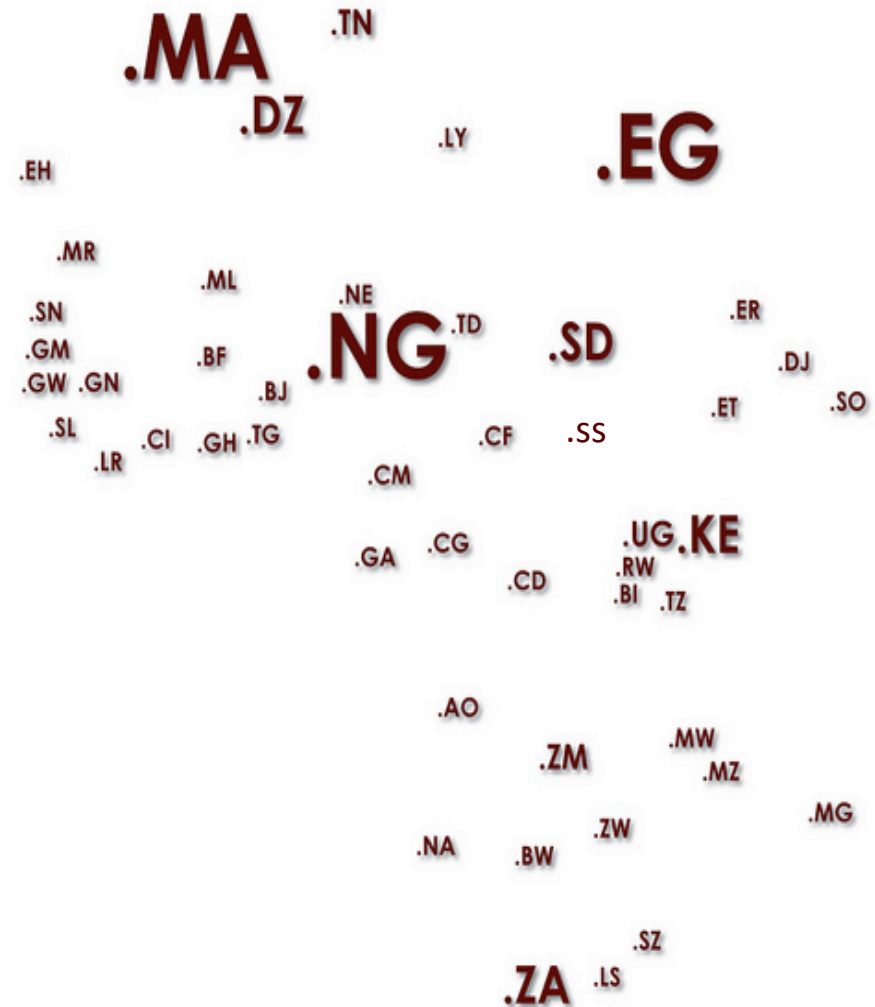 .MA
.TN
.DZ
.LY
.EG
.EH
.MR
.ML
.NE
.SN
.NG
.TD
.SD
.ER
.GM
.BF
.DJ
.GW .GN
.BJ
.ET
.SO
.SL
.CI
.GH
.TG
.CF
.SS
.LR
.CM
.UG
.KE
.GA
.CG
.RW
.CD
.BI
.TZ
.AO
.ZM
.MW
.MZ
.MG
.ZW
.NA
.BW
.SZ
.ZA
.LS